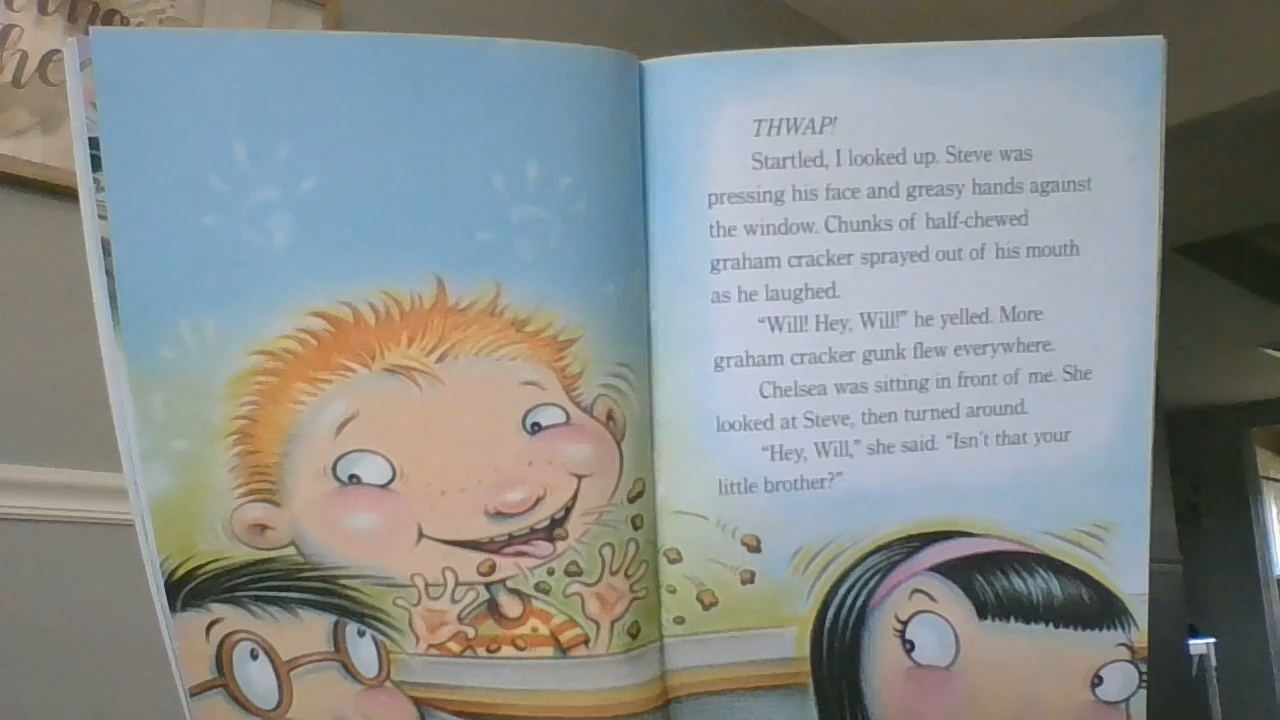 he
THWAP!
Startled, I looked up. Steve was
pressing his face and greasy hands against
the window. Chunks of half-chewed
graham cracker sprayed out of his mouth
as he laughed.
“Will! Hey, Will!” he yelled. More
graham cracker gunk flew everywhere.
Chelsea was sitting in front of me. She
looked at Steve, then turned around.
“Hey, Will,” she said. “Isn't that your
little brother?”